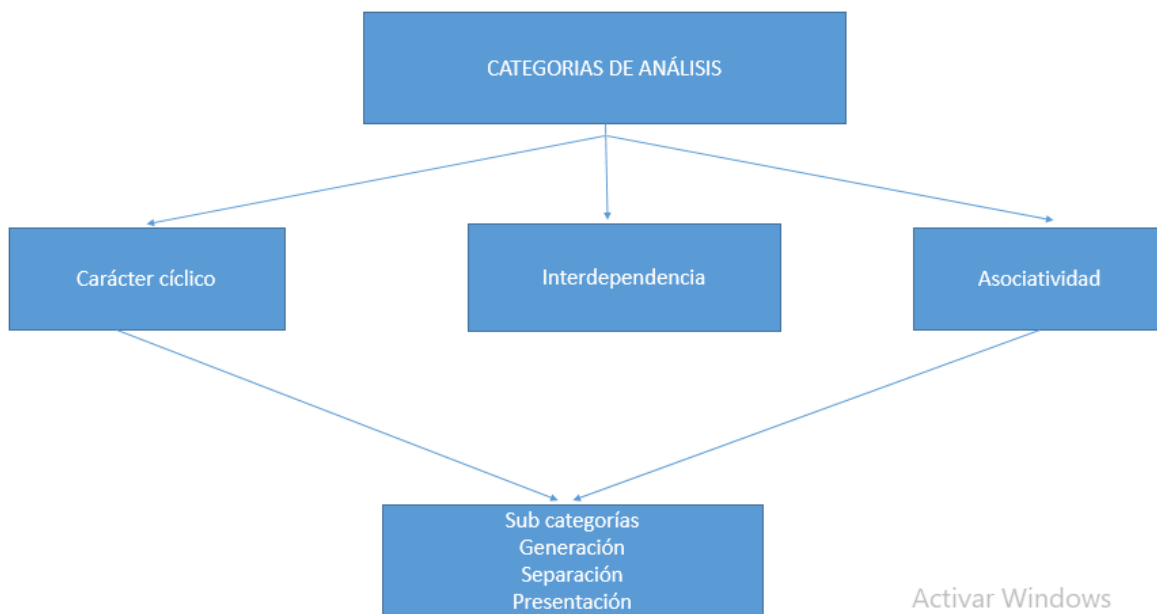 CATEGORIAS DE ANÁLISIS
Carácter cíclico
Interdependencia
Asociatividad
Sub categorías
Generación
Separación
Presentación
Activar Windows